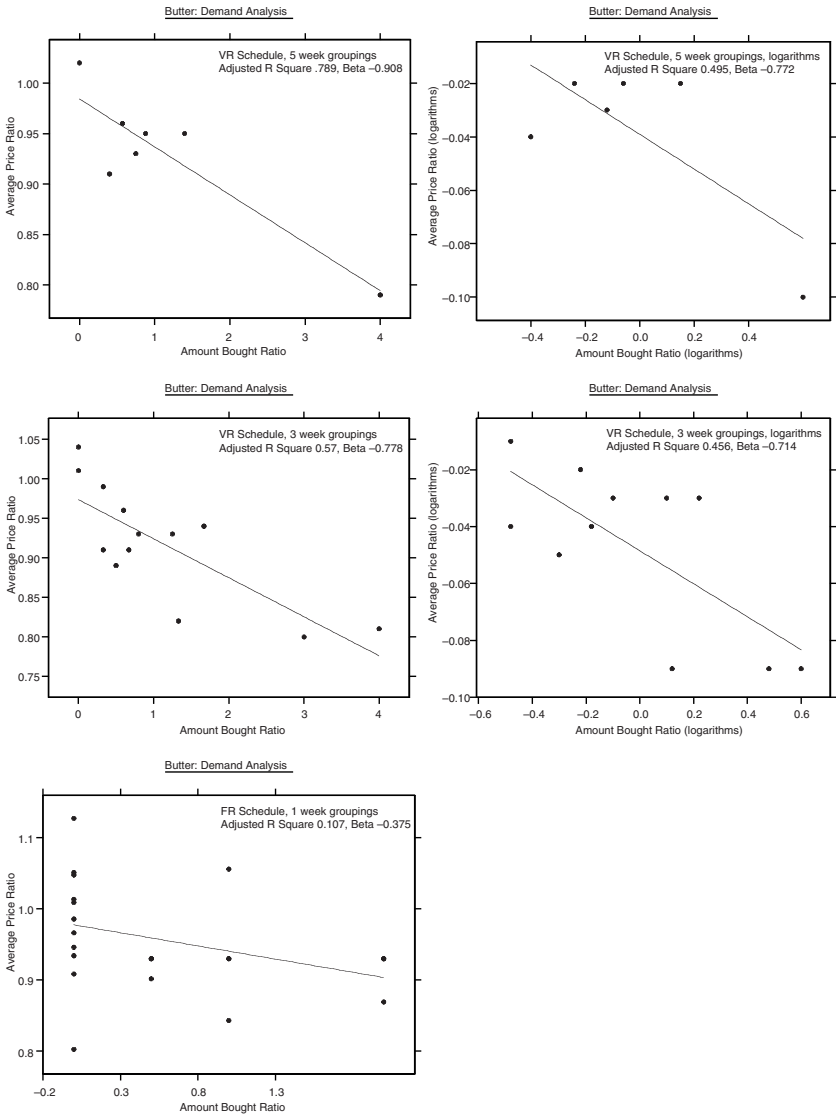 Butter: Demand Analysis
VR Schedule, 5 week groupings
Adjusted R Square .789, Beta –0.908
Average Price Ratio
1.00
0.95
0.90
0.85
0.80
0
1
2
3
4
Amount Bought Ratio
Butter: Demand Analysis
VR Schedule, 5 week groupings, logarithms
Adjusted R Square 0.495, Beta –0.772
Average Price Ratio (logarithms)
–0.02
–0.04
–0.06
–0.08
–0.10
–0.4
–0.2
0.0
0.2
0.4
Amount Bought Ratio (logarithms)
Butter: Demand Analysis
VR Schedule, 3 week groupings
Adjusted R Square 0.57, Beta –0.778
Average Price Ratio
1.05
1.00
0.95
0.90
0.85
0.80
0.75
0
1
2
3
4
Amount Bought Ratio
Butter: Demand Analysis
VR Schedule, 3 week groupings, logarithms
Adjusted R Square 0.456, Beta –0.714
Average Price Ratio (logarithms)
–0.02
–0.04
–0.06
–0.08
–0.10
–0.6
–0.4
–0.2
0.0
0.2
0.4
0.6
Amount Bought Ratio (logarithms)
Butter: Demand Analysis
FR Schedule, 1 week groupings
Adjusted R Square 0.107, Beta –0.375
Average Price Ratio
1.1
1.0
0.9
0.8
–0.2
0.3
0.8
1.3
Amount Bought Ratio